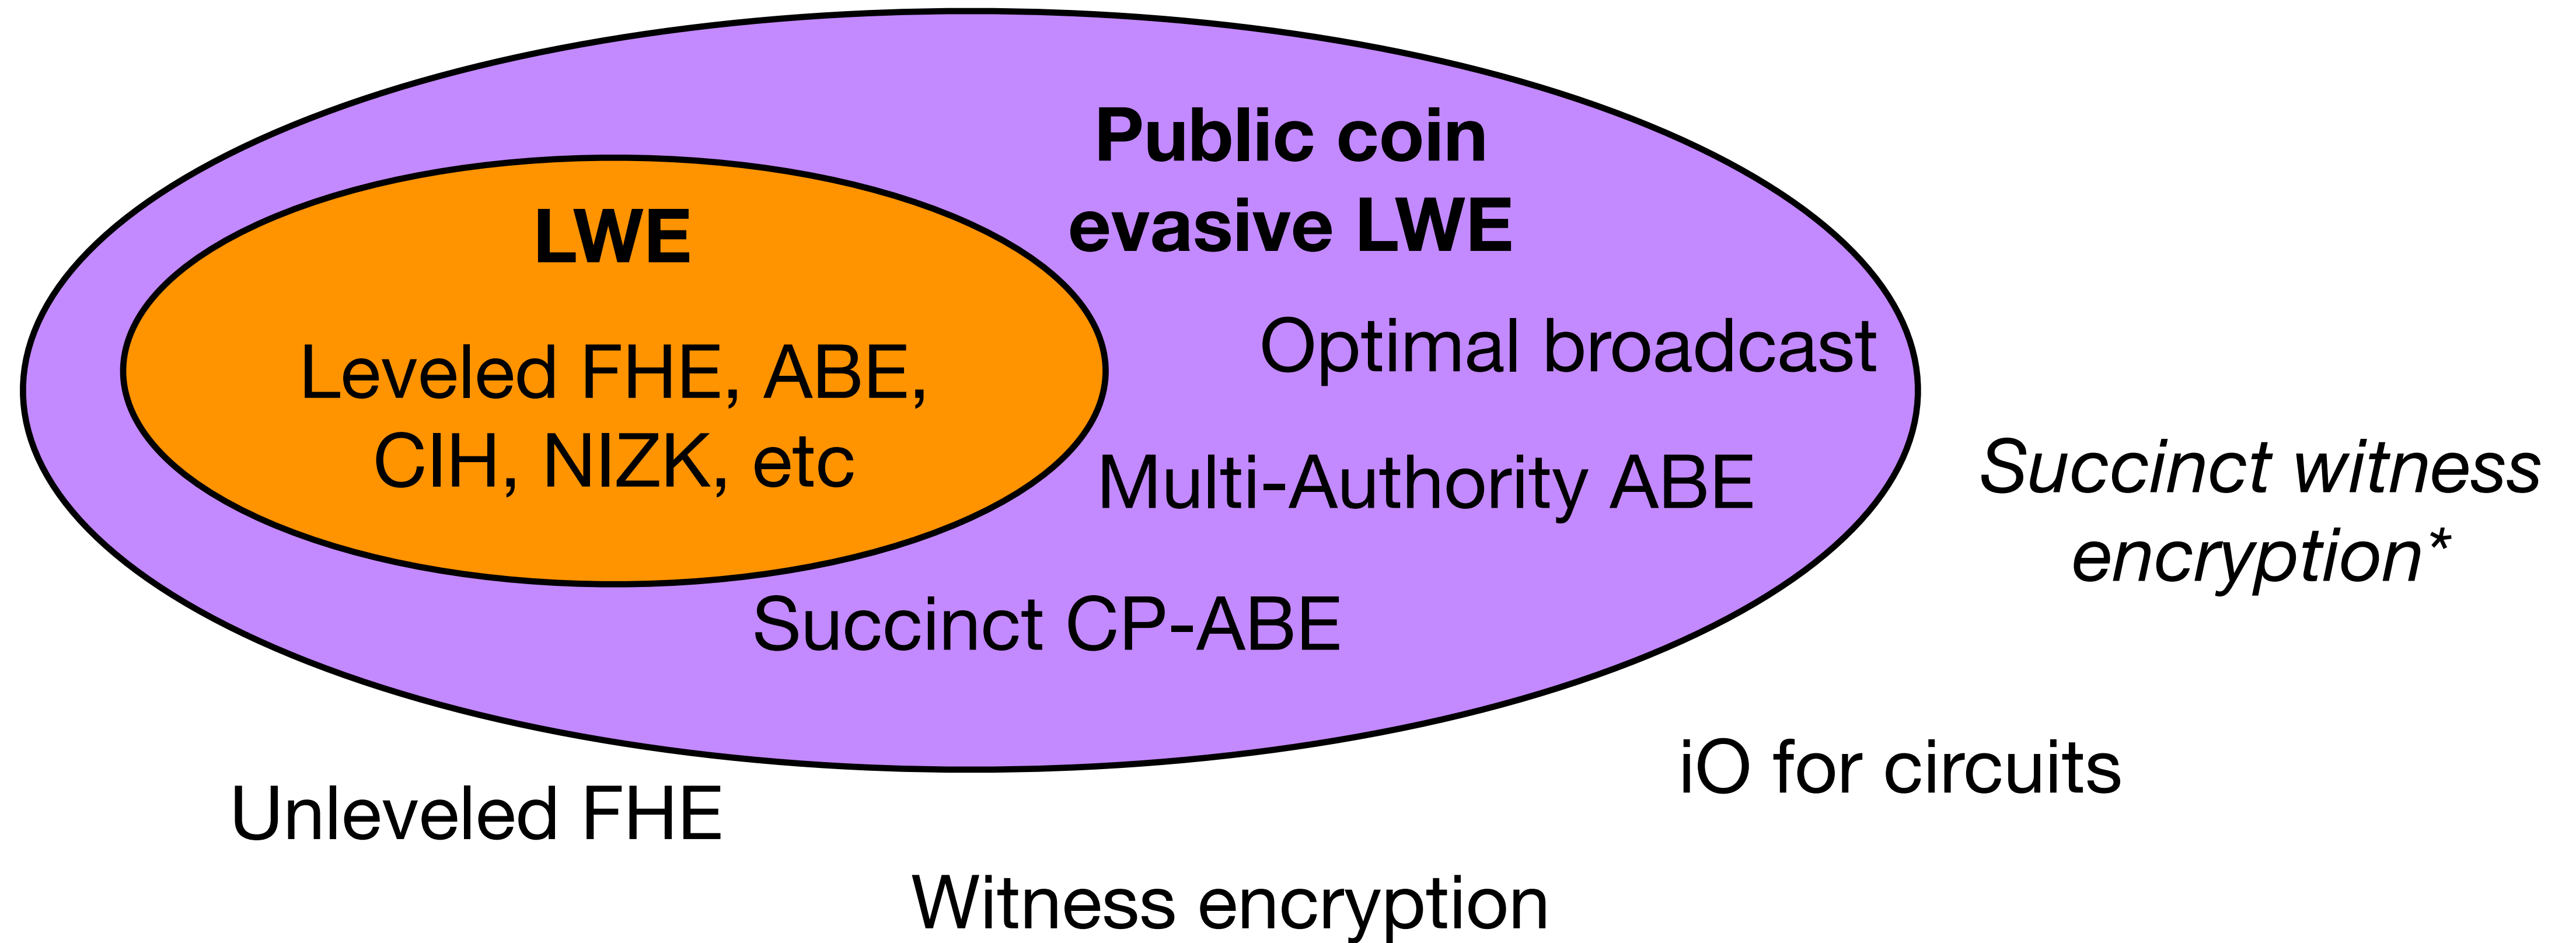 Public coin
evasive LWE
LWE
Leveled FHE, ABE,
CIH, NIZK, etc
Optimal broadcast
Multi-Authority ABE
Succinct CP-ABE
Succinct witness
encryption*
iO for circuits
Unleveled FHE
Witness encryption